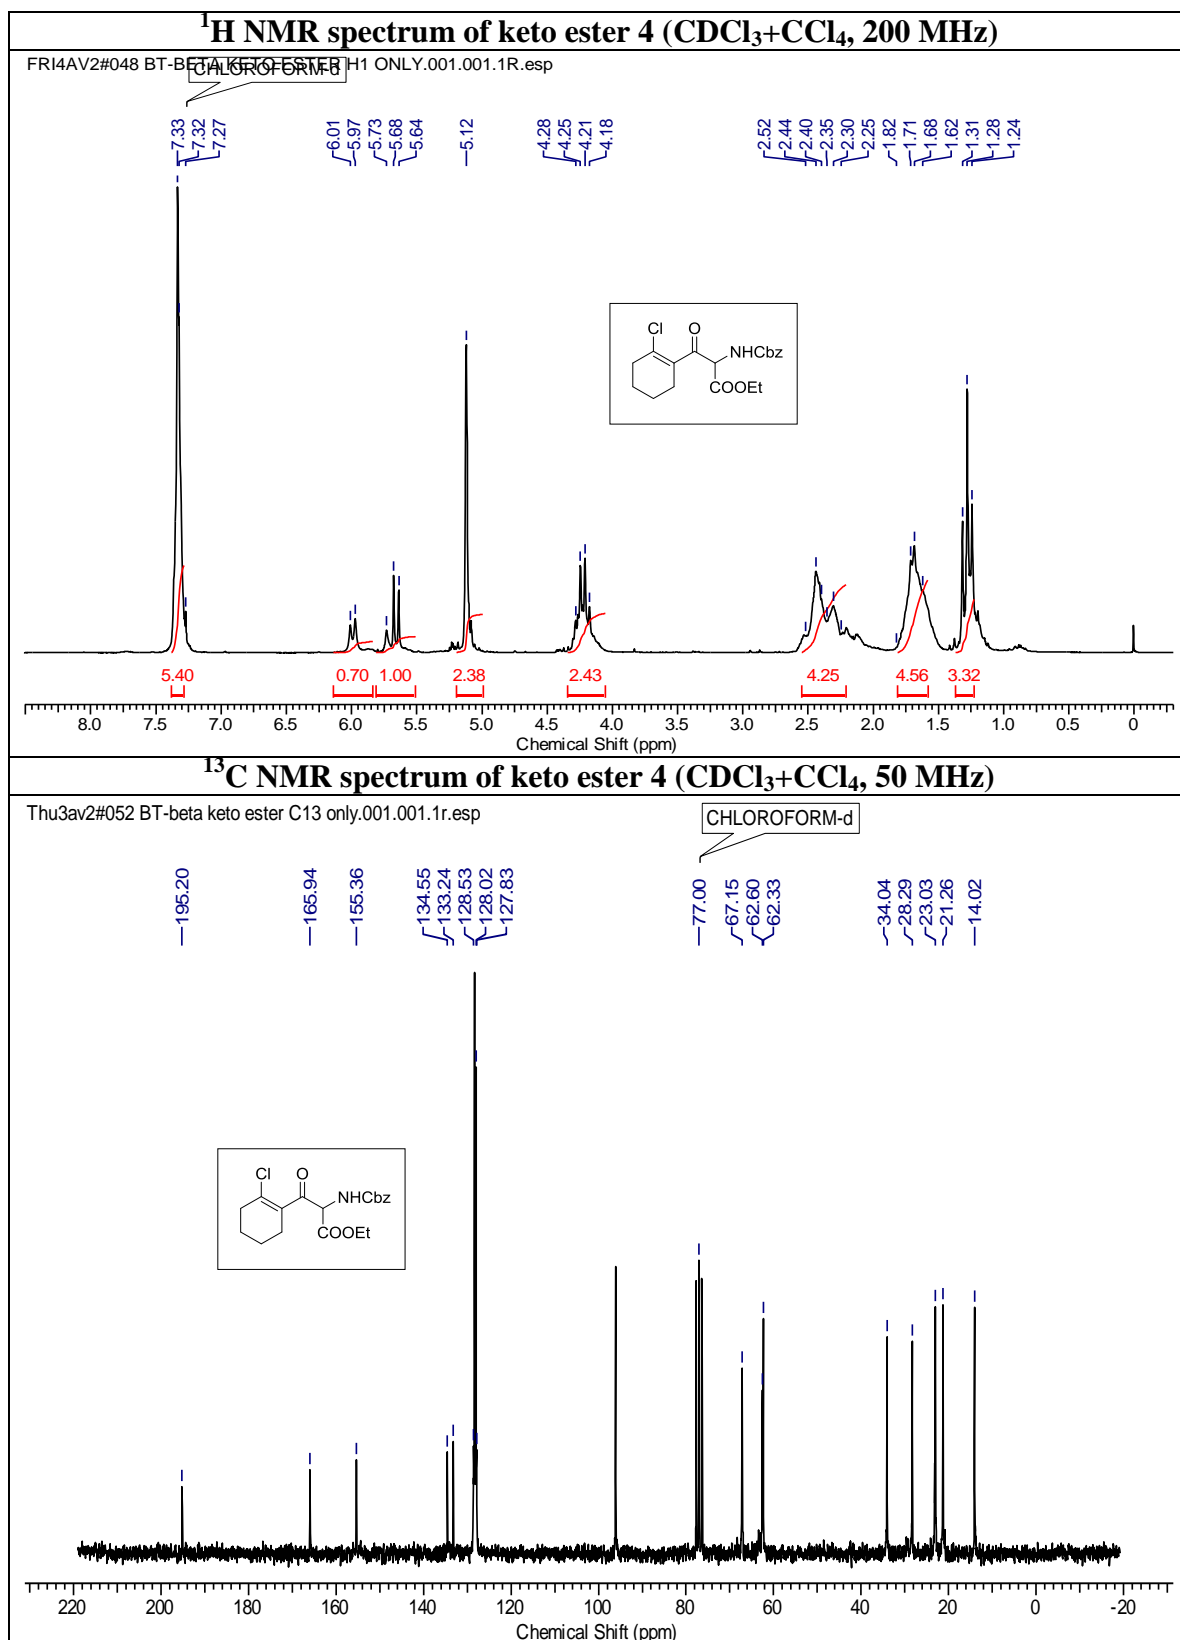 ¹H NMR spectrum of keto ester 4 (CDCl₃+CCl₄, 200 MHz)
FRI4AV2#048 BT-BETA KETO ESTER H1 ONLY.001.001.1R.esp
CHLOROFORM-d
7.33 7.32 7.27 6.01 5.97 5.73 5.68 5.64 5.12 4.28 4.25 4.21 4.18 2.52 2.44 2.40 2.35 2.30 2.25 1.82 1.71 1.68 1.62 1.31 1.28 1.24
Cl O
NHCbz
COOEt
5.40 0.70 1.00 2.38 2.43 4.25 4.56 3.32
8.0 7.5 7.0 6.5 6.0 5.5 5.0 4.5 4.0 3.5 3.0 2.5 2.0 1.5 1.0 0.5 0
Chemical Shift (ppm)
¹³C NMR spectrum of keto ester 4 (CDCl₃+CCl₄, 50 MHz)
Thu3av2#052 BT-beta keto ester C13 only.001.001.1r.esp
CHLOROFORM-d
195.20 165.94 155.36 134.55 133.24 128.53 128.02 127.83 77.00 67.15 62.60 62.33 34.04 28.29 23.03 21.26 14.02
Cl O
NHCbz
COOEt
220 200 180 160 140 120 100 80 60 40 20 0 -20
Chemical Shift (ppm)